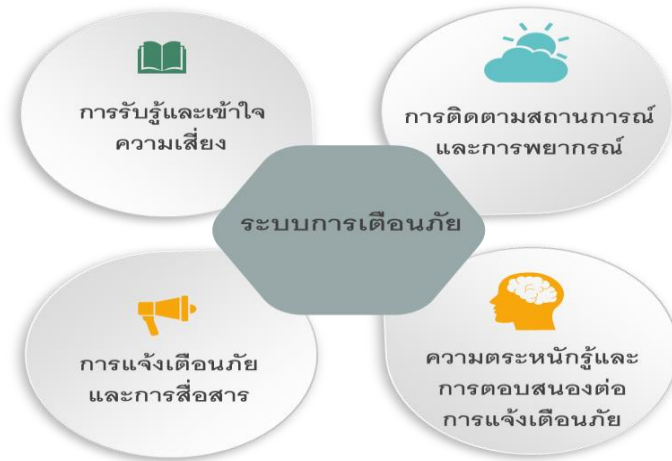 การรับรู้และเข้าใจ
ความเสี่ยง
การติดตามสถานการณ์
และการพยากรณ์
ระบบการเตือนภัย
การแจ้งเตือนภัย
และการสื่อสาร
ความตระหนักรู้และ
การตอบสนองต่อ
การแจ้งเตือนภัย